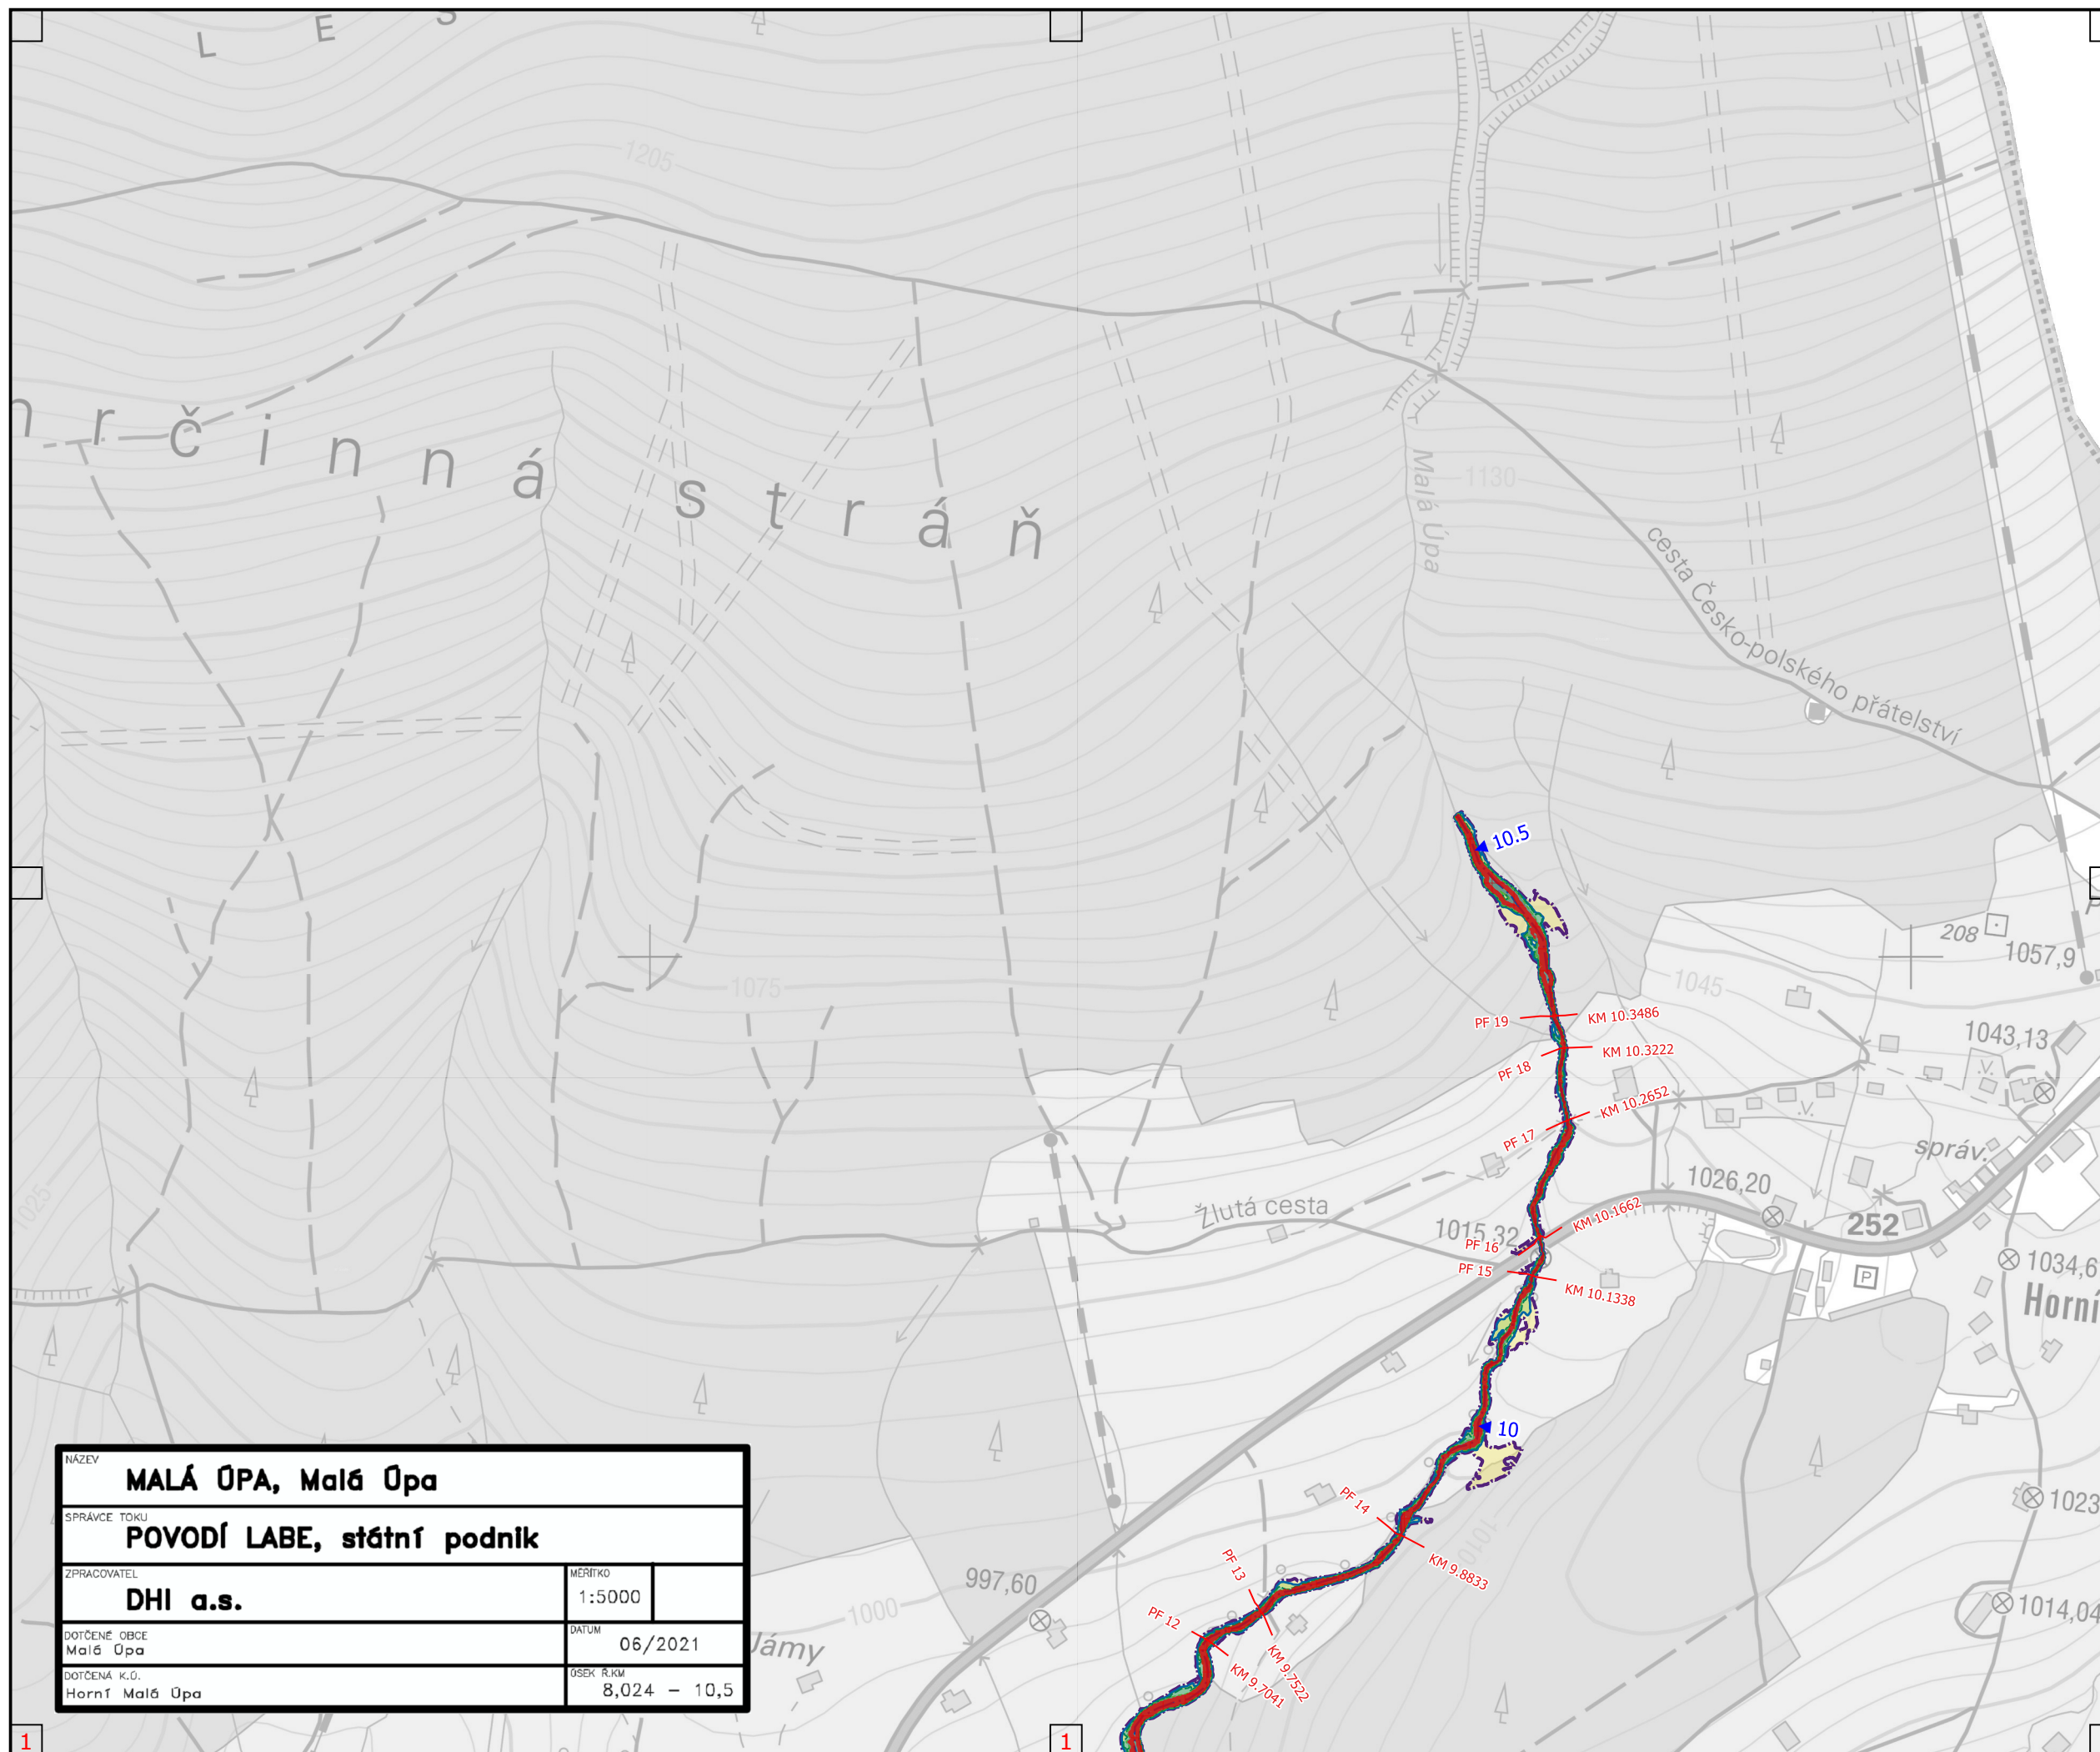 L E S
1205
r č i n n á s t r á ň
Malá Úpa
1130
cesta Česko-polského přátelství
10.5
208
1057,9
1075
1045
PF 19 KM 10.3486
1043,13
PF 18 KM 10.3222
KM 10.2652
PF 17
správ.
1025
1026,20
Žlutá cesta
KM 10.1662
1015,32
252
PF 16
PF 15
KM 10.1338
1034,6
P
Horní
10
PF 14
1023
1010
KM 9.8833
PF 13
997,60
1000
1014,04
PF 12
KM 9.7522
KM 9.7041
Jámy
NÁZEV
MALÁ ÚPA, Malá Úpa
SPRÁVCE TOKU
POVODÍ LABE, státní podnik
ZPRACOVATEL
DHI a.s.
MĚŘÍTKO
1:5000
DOTČENÉ OBCE
Malá Úpa
DATUM
06/2021
DOTČENÁ K.Ú.
Horní Malá Úpa
ÚSEK Ř.KM
8,024 – 10,5
1
1